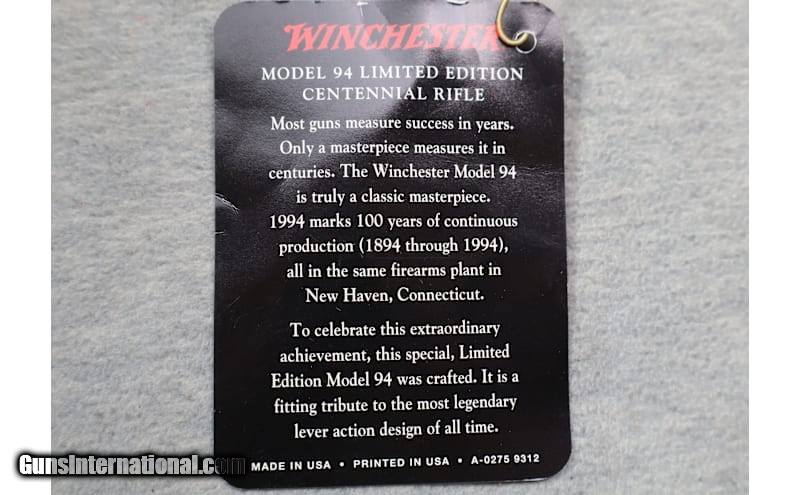 WINCHESTER
MODEL 94 LIMITED EDITION
CENTENNIAL RIFLE
Most guns measure success in years.
Only a masterpiece measures it in
centuries. The Winchester Model 94
is truly a classic masterpiece.
1994 marks 100 years of continuous
production (1894 through 1994),
all in the same firearms plant in
New Haven, Connecticut.
To celebrate this extraordinary
achievement, this special, Limited
Edition Model 94 was crafted. It is a
fitting tribute to the most legendary
lever action design of all time.
MADE IN USA • PRINTED IN USA • A-0275 9312
GunsInternational.com